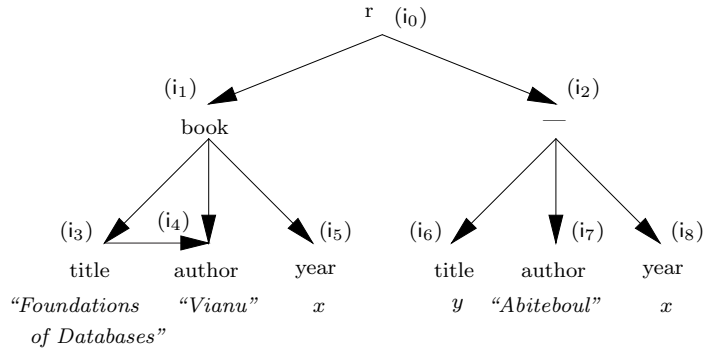 r (i₀)
(i₁) (i₂)
book —
(i₃) (i₄) (i₅) (i₆) (i₇) (i₈)
title author year title author year
“Foundations “Vianu” x y “Abiteboul” x
of Databases”